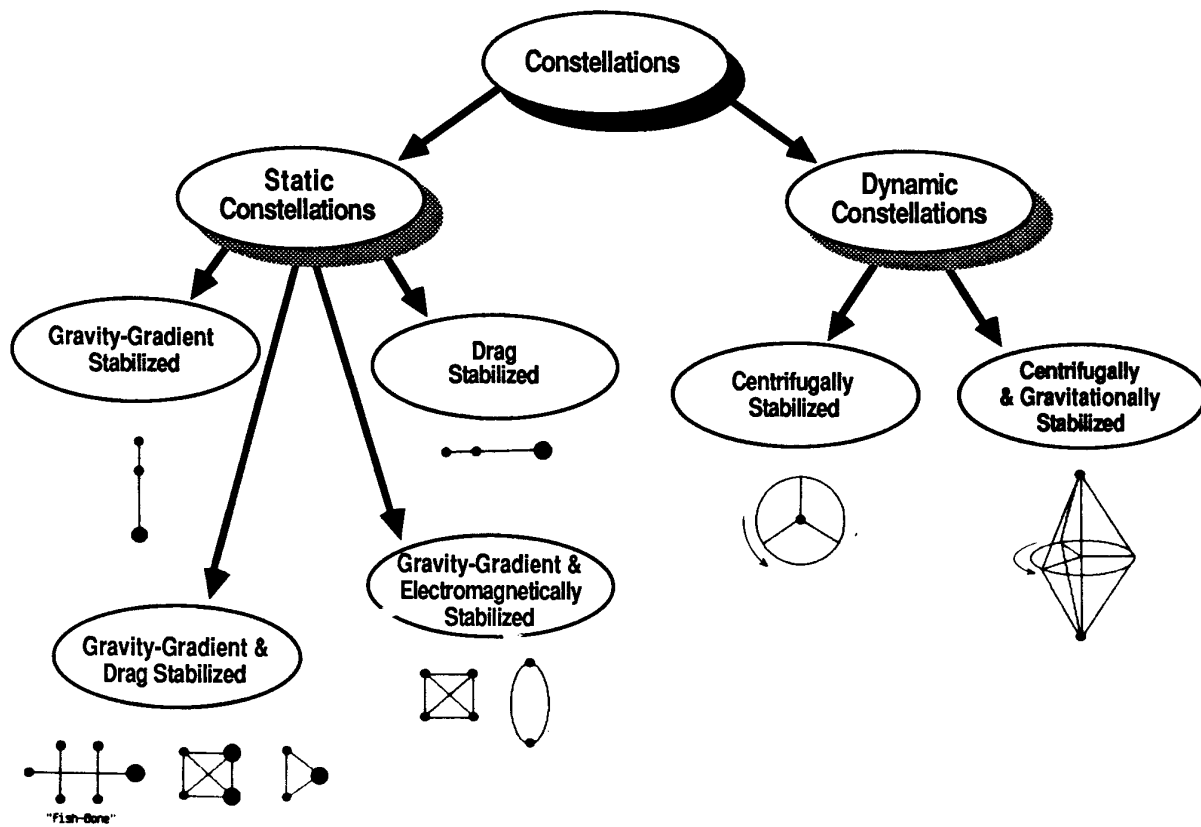 Constellations
Static
Constellations
Dynamic
Constellations
Gravity-Gradient
Stabilized
Drag
Stabilized
Centrifugally
Stabilized
Centrifugally
& Gravitationally
Stabilized
Gravity-Gradient &
Electromagnetically
Stabilized
Gravity-Gradient &
Drag Stabilized
"Fish-Bone"